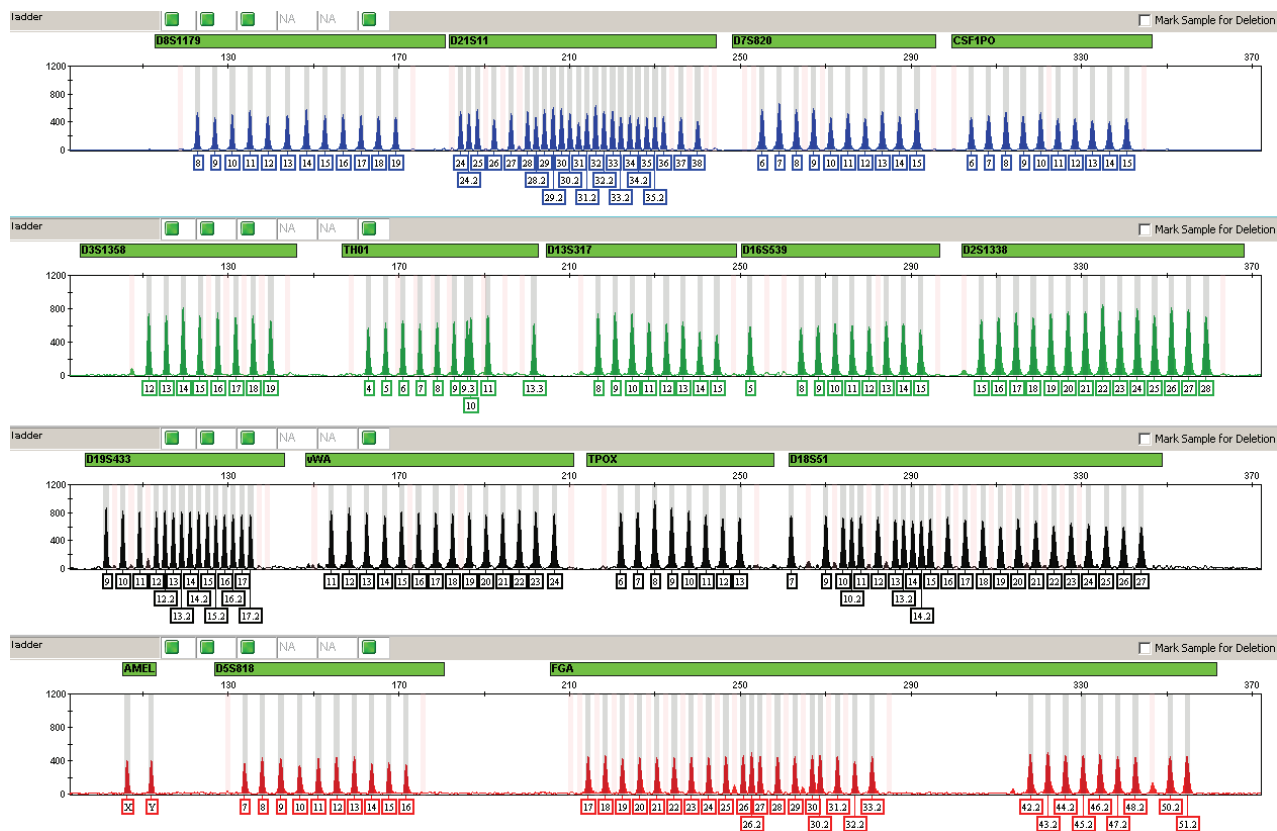 ladder NA NA Mark Sample for Deletion
D8S1179 D21S11 D7S820 CSF1PO
130 170 210 250 290 330 370
1200
800
400
0
8 9 10 11 12 13 14 15 16 17 18 19 24 25 26 27 28 29 30 31 32 33 34 35 36 37 38 6 7 8 9 10 11 12 13 14 15 6 7 8 9 10 11 12 13 14 15
24.2 28.2 30.2 32.2 34.2
29.2 31.2 33.2 35.2
ladder NA NA Mark Sample for Deletion
D3S1358 TH01 D13S317 D16S539 D2S1338
130 170 210 250 290 330 370
1200
800
400
0
12 13 14 15 16 17 18 19 4 5 6 7 8 9 9.3 11 13.3 8 9 10 11 12 13 14 15 5 8 9 10 11 12 13 14 15 15 16 17 18 19 20 21 22 23 24 25 26 27 28
10
ladder NA NA Mark Sample for Deletion
D19S433 vWA TPOX D18S51
130 170 210 250 290 330 370
1200
800
400
0
9 10 11 12 13 14 15 16 17 11 12 13 14 15 16 17 18 19 20 21 22 23 24 6 7 8 9 10 11 12 13 7 9 10 11 12 13 14 15 16 17 18 19 20 21 22 23 24 25 26 27
12.2 14.2 16.2 10.2 13.2
13.2 15.2 17.2 14.2
ladder NA NA Mark Sample for Deletion
AMEL D5S818 FGA
130 170 210 250 290 330 370
1200
800
400
0
X Y 7 8 9 10 11 12 13 14 15 16 17 18 19 20 21 22 23 24 25 26 27 28 29 30 31.2 33.2 42.2 44.2 46.2 48.2 50.2
26.2 30.2 32.2 43.2 45.2 47.2 51.2